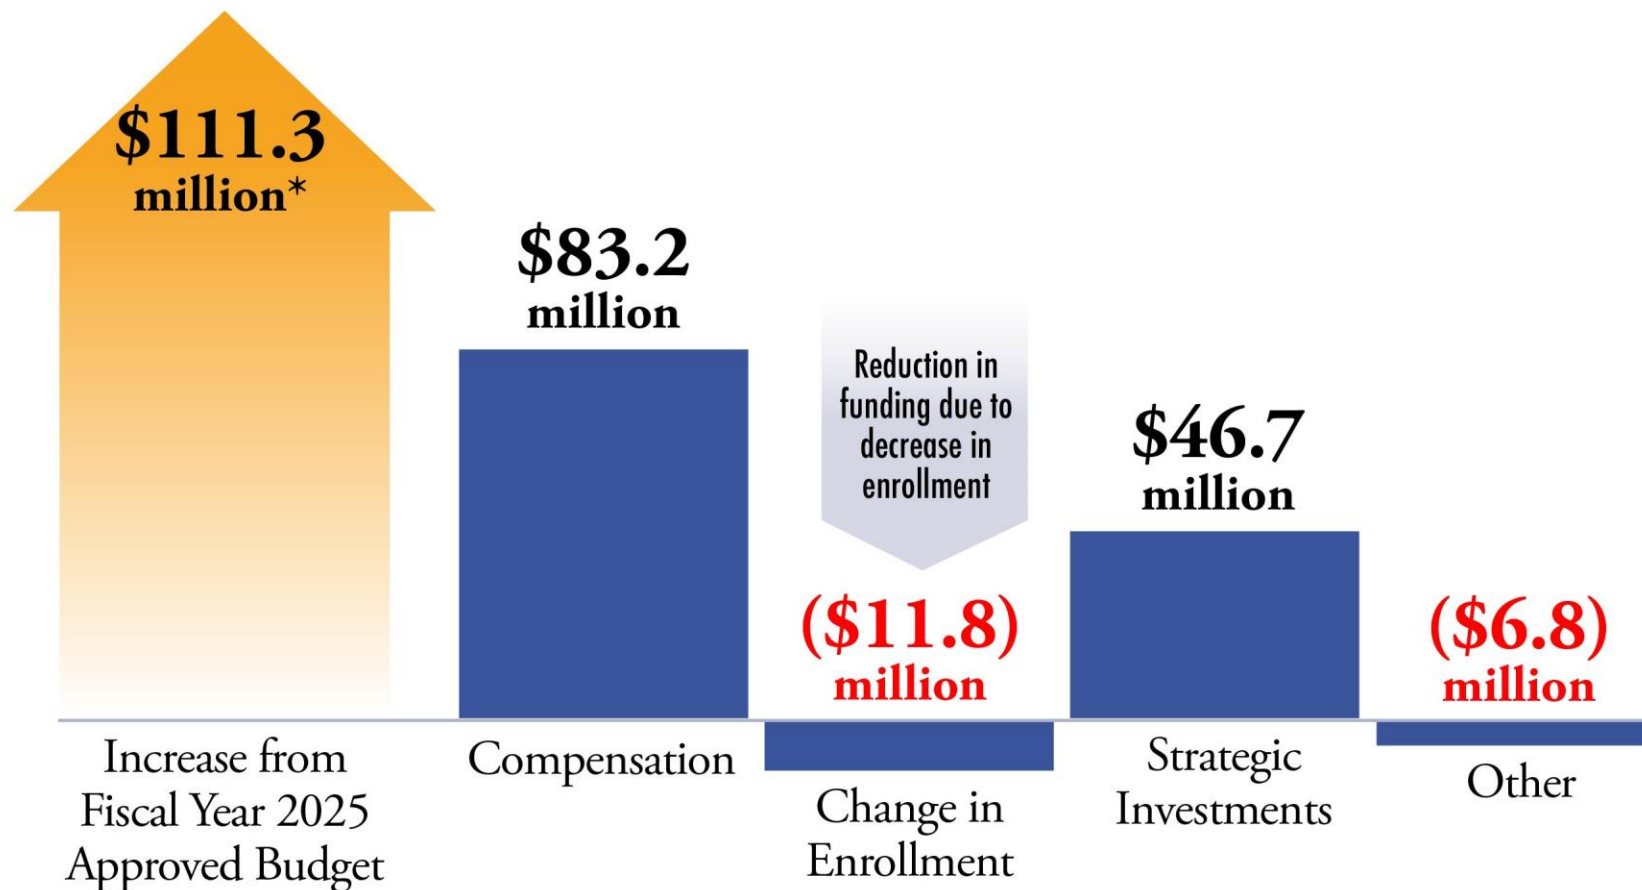 $111.3
million*
Increase from
Fiscal Year 2025
Approved Budget
$83.2
million
Compensation
Reduction in
funding due to
decrease in
enrollment
($11.8)
million
Change in
Enrollment
$46.7
million
Strategic
Investments
($6.8)
million
Other